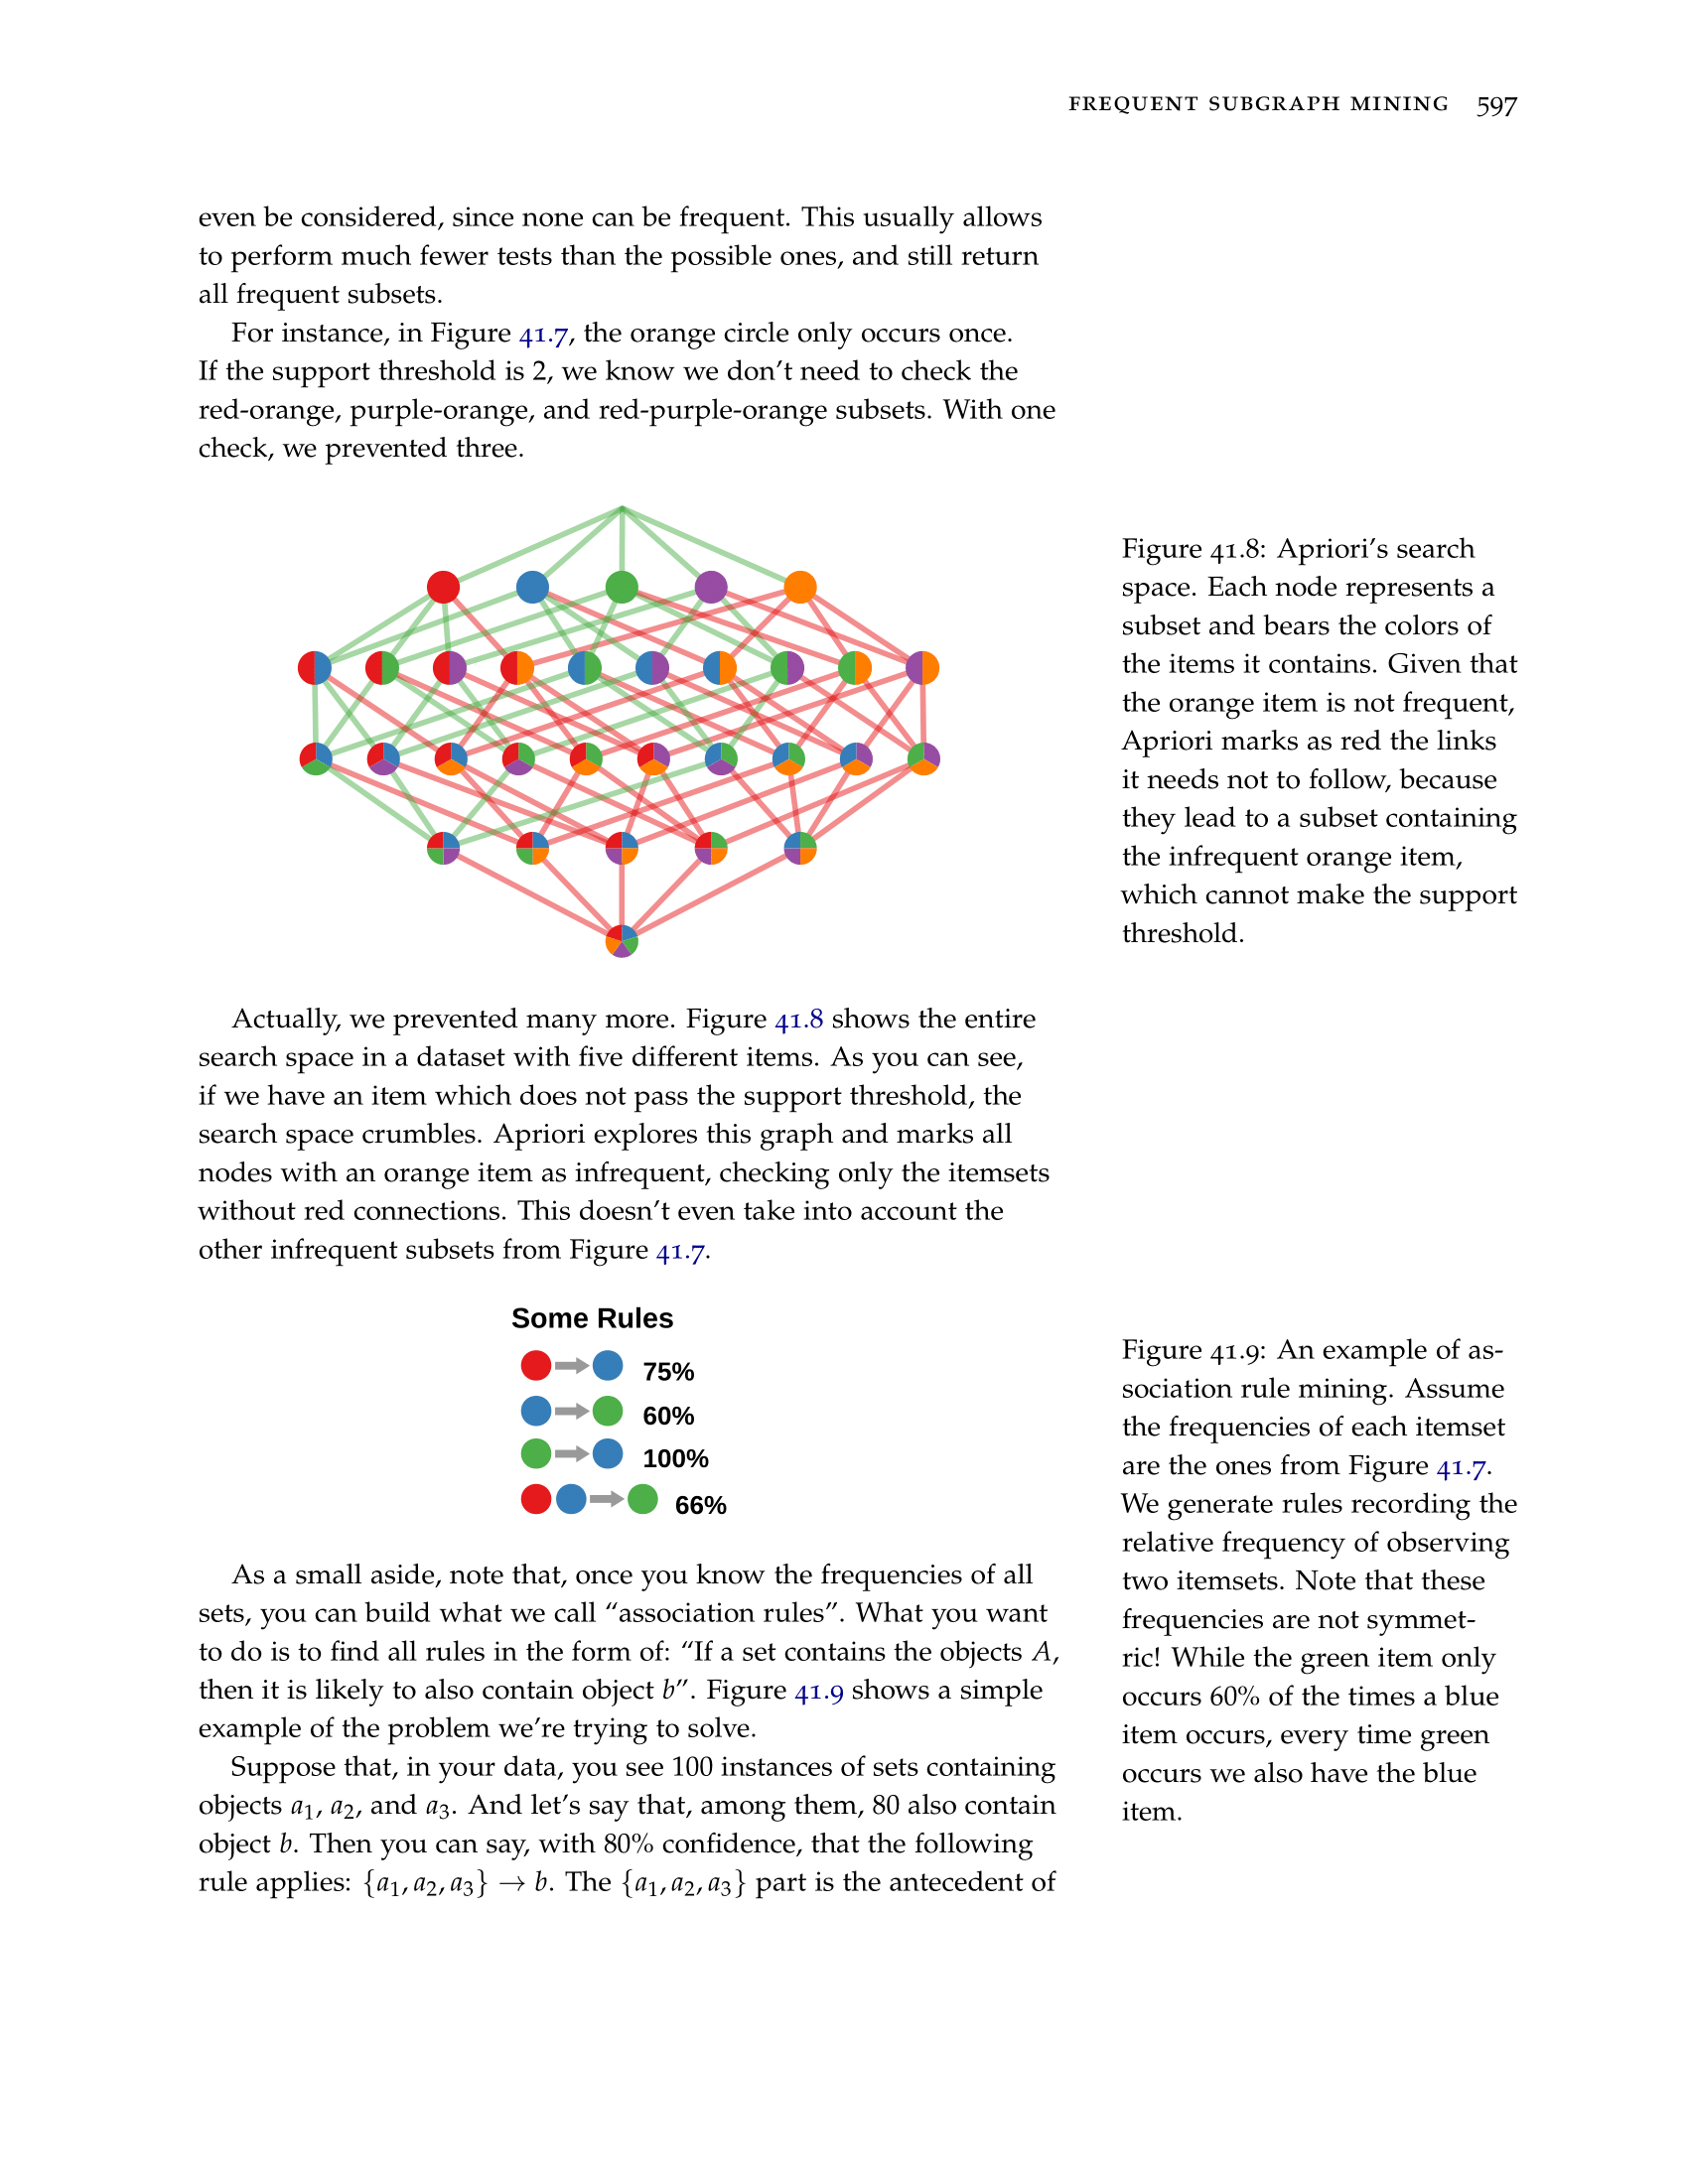 FREQUENT SUBGRAPH MINING 597
even be considered, since none can be frequent. This usually allows
to perform much fewer tests than the possible ones, and still return
all frequent subsets.
For instance, in Figure 41.7, the orange circle only occurs once.
If the support threshold is 2, we know we don't need to check the
red-orange, purple-orange, and red-purple-orange subsets. With one
check, we prevented three.
Figure 41.8: Apriori's search
space. Each node represents a
subset and bears the colors of
the items it contains. Given that
the orange item is not frequent,
Apriori marks as red the links
it needs not to follow, because
they lead to a subset containing
the infrequent orange item,
which cannot make the support
threshold.
Actually, we prevented many more. Figure 41.8 shows the entire
search space in a dataset with five different items. As you can see,
if we have an item which does not pass the support threshold, the
search space crumbles. Apriori explores this graph and marks all
nodes with an orange item as infrequent, checking only the itemsets
without red connections. This doesn't even take into account the
other infrequent subsets from Figure 41.7.
Some Rules
75%
60%
100%
66%
Figure 41.9: An example of as-
sociation rule mining. Assume
the frequencies of each itemset
are the ones from Figure 41.7.
We generate rules recording the
relative frequency of observing
two itemsets. Note that these
frequencies are not symmet-
ric! While the green item only
occurs 60% of the times a blue
item occurs, every time green
occurs we also have the blue
item.
As a small aside, note that, once you know the frequencies of all
sets, you can build what we call “association rules”. What you want
to do is to find all rules in the form of: “If a set contains the objects A,
then it is likely to also contain object b”. Figure 41.9 shows a simple
example of the problem we're trying to solve.
Suppose that, in your data, you see 100 instances of sets containing
objects a₁, a₂, and a₃. And let's say that, among them, 80 also contain
object b. Then you can say, with 80% confidence, that the following
rule applies: {a₁, a₂, a₃} → b. The {a₁, a₂, a₃} part is the antecedent of